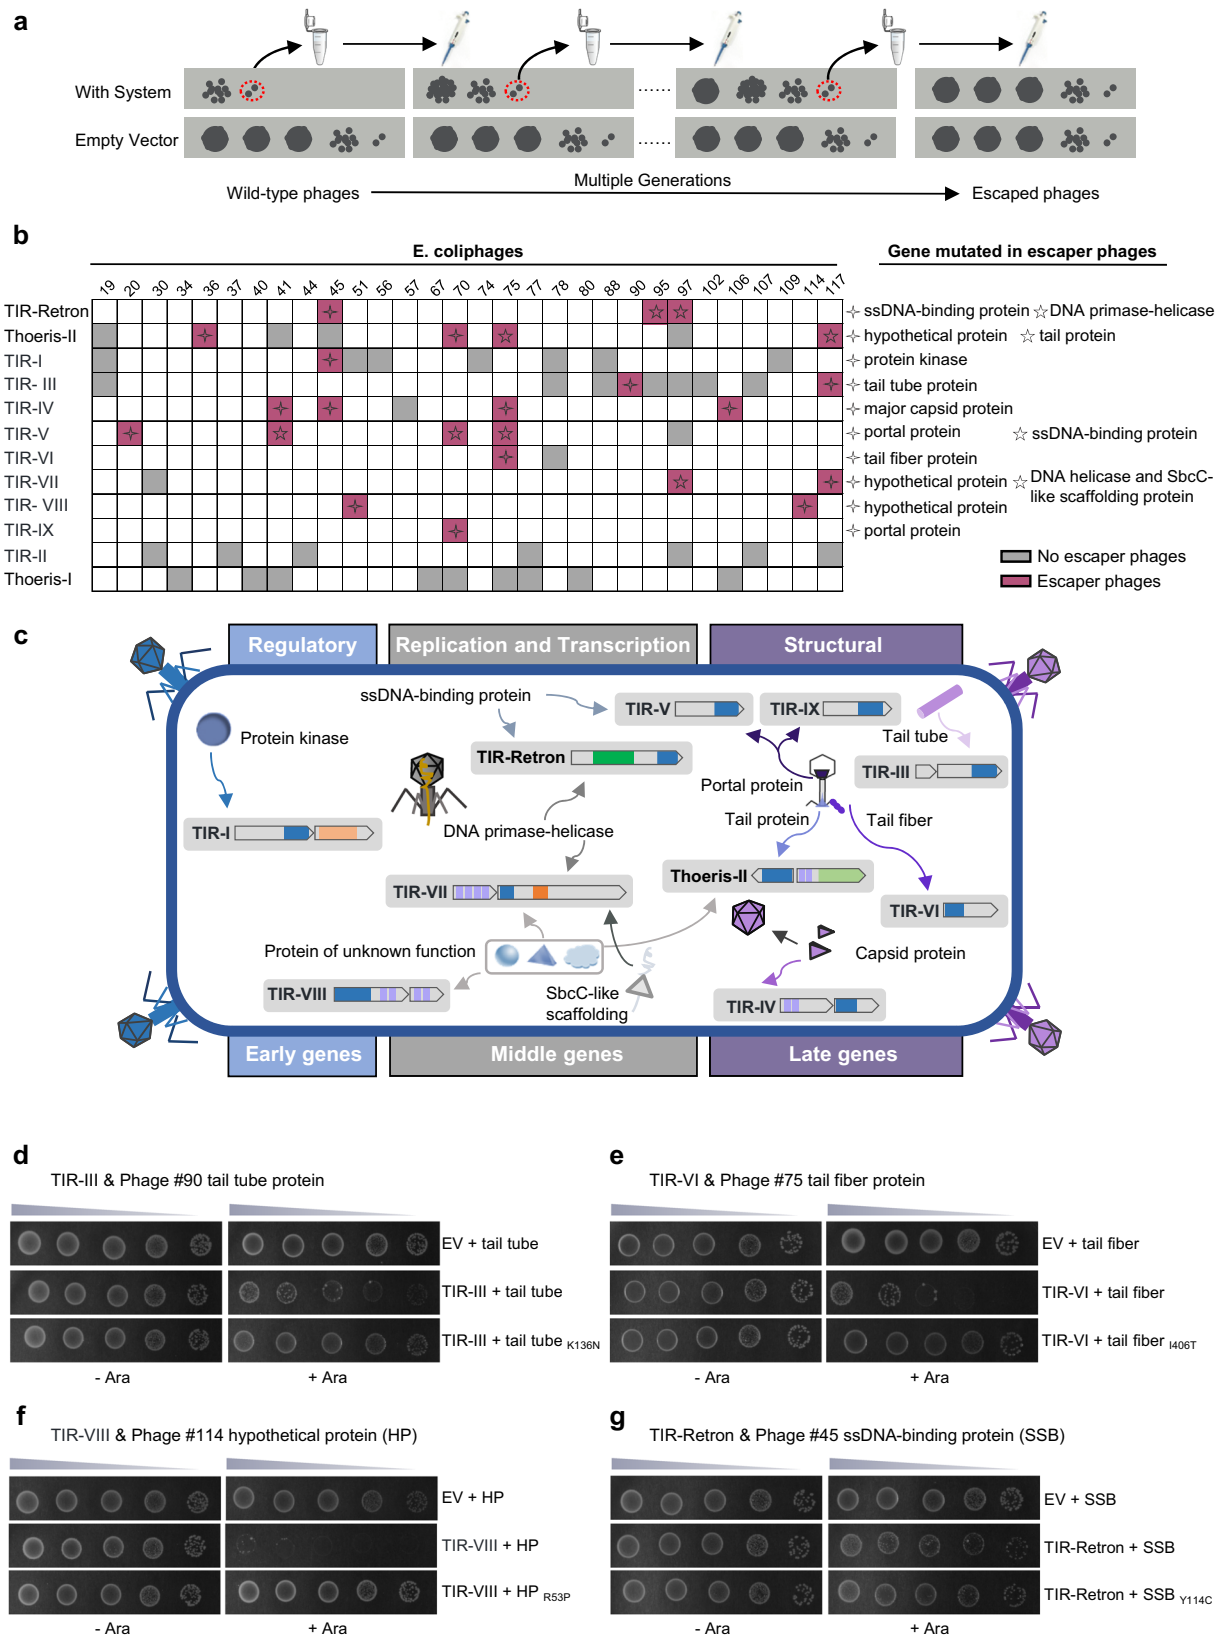 a
With System
Empty Vector
Wild-type phages
Multiple Generations
Escaped phages
b
E. coliphages
Gene mutated in escaper phages
19 20 30 34 36 37 40 41 44 45 51 56 57 67 70 74 75 77 78 80 88 90 95 97 102 106 107 109 114 117
TIR-Retron
ssDNA-binding protein ☆DNA primase-helicase
Thoeris-II
hypothetical protein ☆ tail protein
TIR-I
protein kinase
TIR- III
tail tube protein
TIR-IV
major capsid protein
TIR-V
portal protein ☆ ssDNA-binding protein
TIR-VI
tail fiber protein
TIR-VII
hypothetical protein ☆ DNA helicase and SbcC-
like scaffolding protein
TIR- VIII
hypothetical protein
TIR-IX
portal protein
TIR-II
No escaper phages
Thoeris-I
Escaper phages
c
Regulatory
Replication and Transcription
Structural
ssDNA-binding protein
TIR-V
TIR-IX
Protein kinase
Tail tube
TIR-Retron
TIR-III
Portal protein
TIR-I
DNA primase-helicase
Tail protein
Tail fiber
Thoeris-II
TIR-VII
TIR-VI
Protein of unknown function
Capsid protein
TIR-VIII
SbcC-like
scaffolding
TIR-IV
Early genes
Middle genes
Late genes
d
TIR-III & Phage #90 tail tube protein
EV + tail tube
TIR-III + tail tube
TIR-III + tail tube K136N
- Ara
+ Ara
e
TIR-VI & Phage #75 tail fiber protein
EV + tail fiber
TIR-VI + tail fiber
TIR-VI + tail fiber I406T
- Ara
+ Ara
f
TIR-VIII & Phage #114 hypothetical protein (HP)
EV + HP
TIR-VIII + HP
TIR-VIII + HP R53P
- Ara
+ Ara
g
TIR-Retron & Phage #45 ssDNA-binding protein (SSB)
EV + SSB
TIR-Retron + SSB
TIR-Retron + SSB Y114C
- Ara
+ Ara